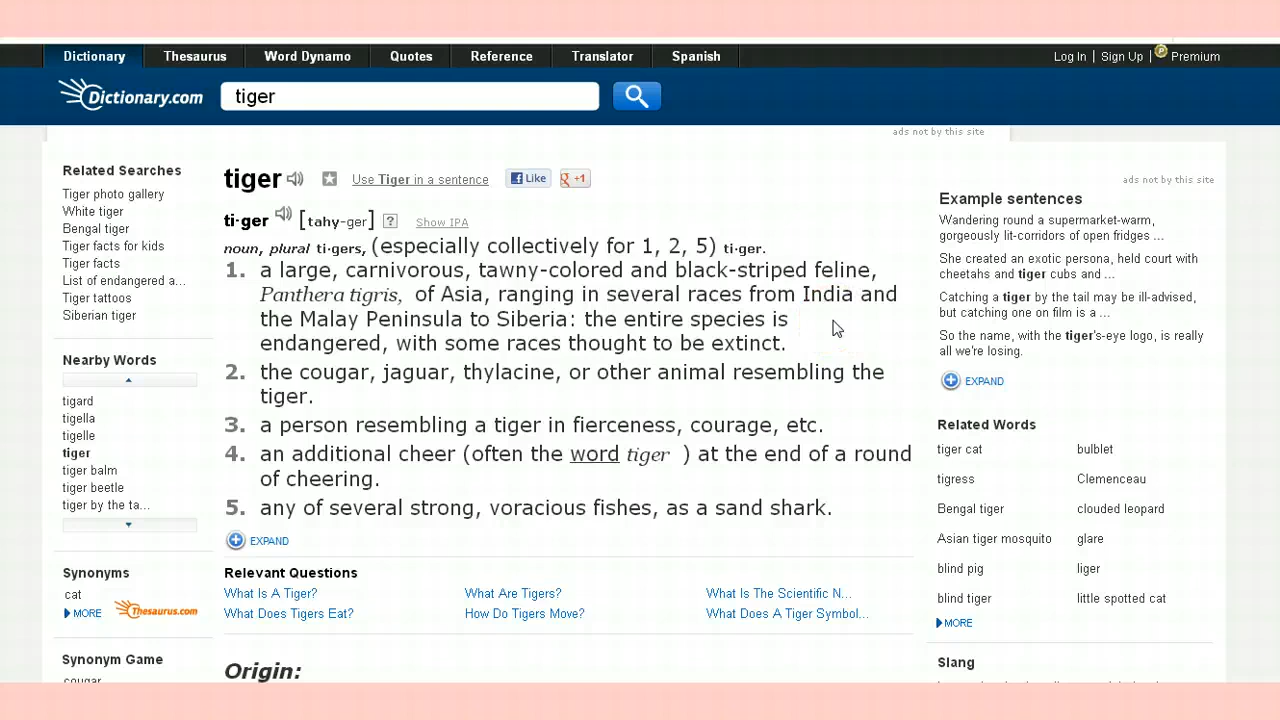 Dictionary Thesaurus Word Dynamo Quotes Reference Translator Spanish Log In | Sign Up | P Premium
Dictionary.com tiger
ads not by this site
Related Searches
Tiger photo gallery
White tiger
Bengal tiger
Tiger facts for kids
Tiger facts
List of endangered a...
Tiger tattoos
Siberian tiger
Nearby Words
tigard
tigella
tigelle
tiger
tiger balm
tiger beetle
tiger by the ta...
Synonyms
cat
MORE Thesaurus.com
Synonym Game
cougar
tiger Use Tiger in a sentence Like +1
ti·ger [tahy-ger] ? Show IPA
noun, plural ti·gers, (especially collectively for 1, 2, 5) ti·ger.
1. a large, carnivorous, tawny-colored and black-striped feline,
Panthera tigris, of Asia, ranging in several races from India and
the Malay Peninsula to Siberia: the entire species is
endangered, with some races thought to be extinct.
2. the cougar, jaguar, thylacine, or other animal resembling the
tiger.
3. a person resembling a tiger in fierceness, courage, etc.
4. an additional cheer (often the word tiger ) at the end of a round
of cheering.
5. any of several strong, voracious fishes, as a sand shark.
EXPAND
Relevant Questions
What Is A Tiger? What Are Tigers? What Is The Scientific N...
What Does Tigers Eat? How Do Tigers Move? What Does A Tiger Symbol...
Origin:
ads not by this site
Example sentences
Wandering round a supermarket-warm,
gorgeously lit-corridors of open fridges ...
She created an exotic persona, held court with
cheetahs and tiger cubs and ...
Catching a tiger by the tail may be ill-advised,
but catching one on film is a ...
So the name, with the tiger's-eye logo, is really
all we're losing.
EXPAND
Related Words
tiger cat bulblet
tigress Clemenceau
Bengal tiger clouded leopard
Asian tiger mosquito glare
blind pig liger
blind tiger little spotted cat
MORE
Slang